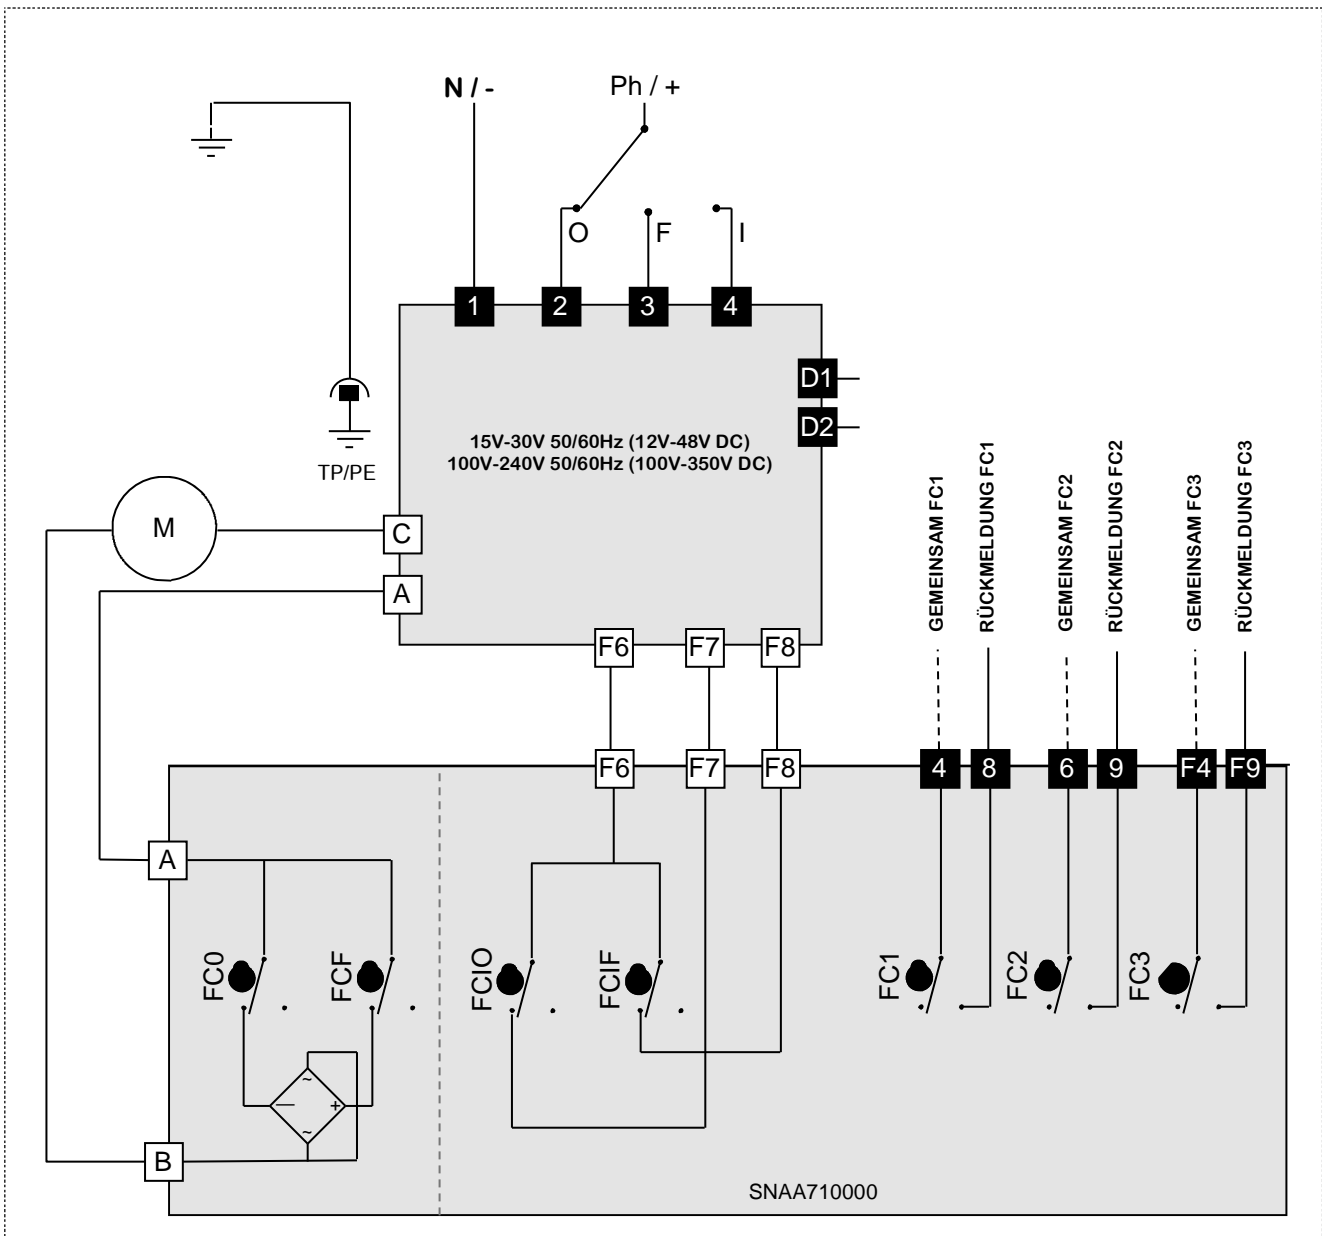 N / -
Ph / +
O
F
I
1
2
3
4
D1
D2
15V-30V 50/60Hz (12V-48V DC)
100V-240V 50/60Hz (100V-350V DC)
TP/PE
M
C
A
F6
F7
F8
GEMEINSAM FC1
RÜCKMELDUNG FC1
GEMEINSAM FC2
RÜCKMELDUNG FC2
GEMEINSAM FC3
RÜCKMELDUNG FC3
F6
F7
F8
4
8
6
9
F4
F9
A
FC0
FCF
FCIO
FCIF
FC1
FC2
FC3
~
—
+
~
B
SNAA710000